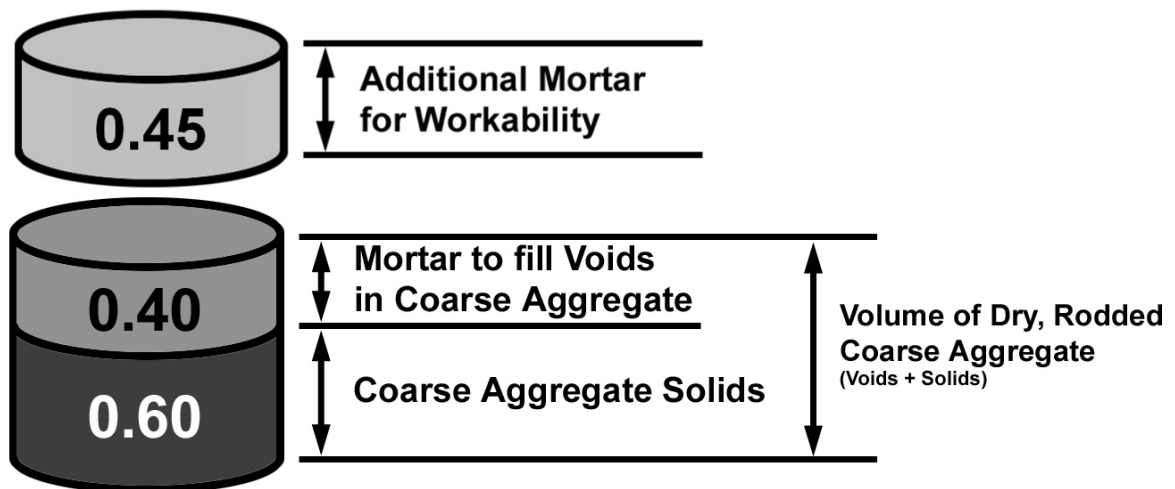 0.45
Additional Mortar
for Workability
0.40
Mortar to fill Voids
in Coarse Aggregate
0.60
Coarse Aggregate Solids
Volume of Dry, Rodded
Coarse Aggregate
(Voids + Solids)